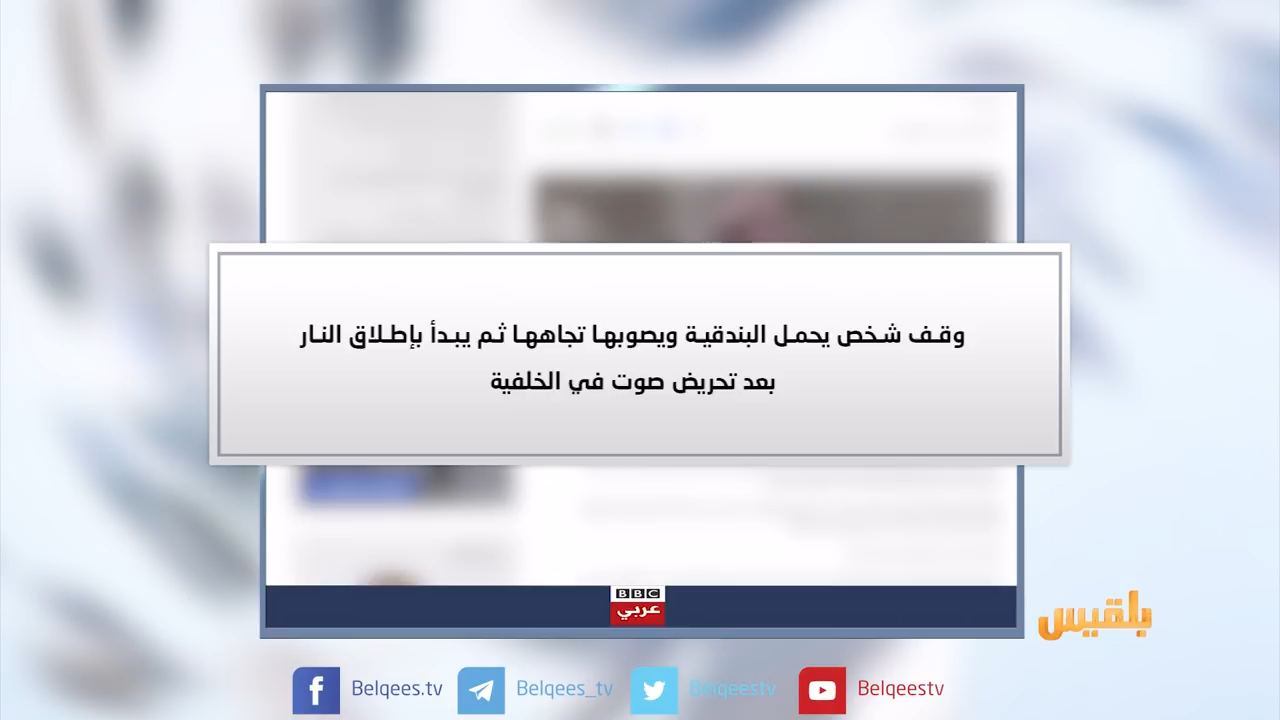 وقف شخص يحمل البندقية ويصوبها تجاهها ثم يبدأ بإطلاق النار
بعد تحريض صوت في الخلفية
BBC
عربي
بلقيس
Belqees.tv
Belqees_tv
Belqeestv
Belqeestv